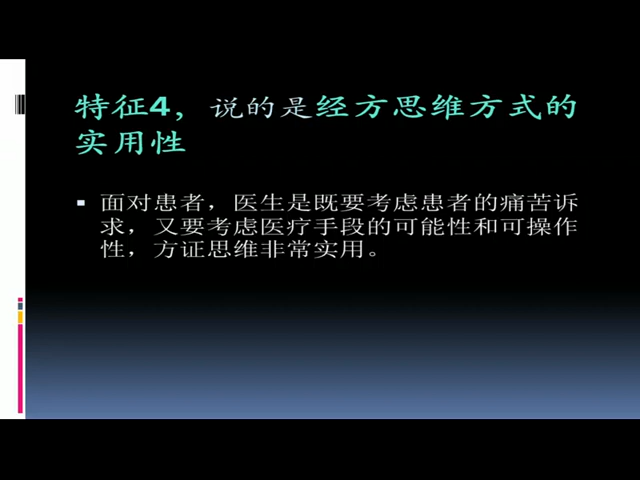 特征4，说的是经方思维方式的
实用性
面对患者，医生是既要考虑患者的痛苦诉
求，又要考虑医疗手段的可能性和可操作
性，方证思维非常实用。